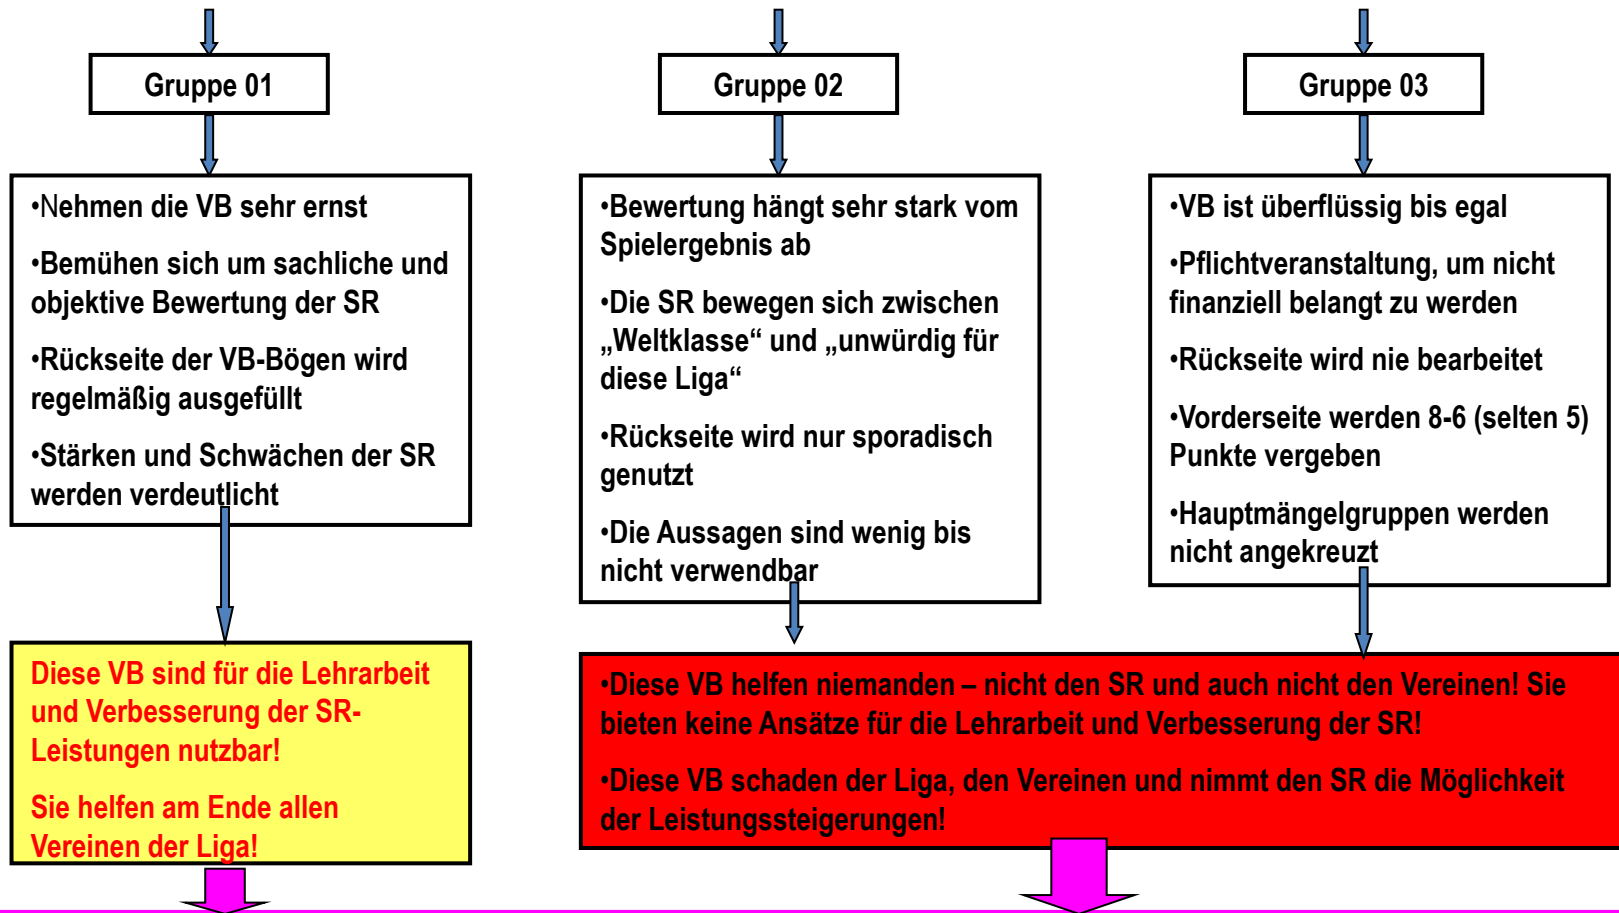 Gruppe 01
Gruppe 02
Gruppe 03
•Nehmen die VB sehr ernst
•Bemühen sich um sachliche und
objektive Bewertung der SR
•Rückseite der VB-Bögen wird
regelmäßig ausgefüllt
•Stärken und Schwächen der SR
werden verdeutlicht
•Bewertung hängt sehr stark vom
Spielergebnis ab
•Die SR bewegen sich zwischen
„Weltklasse“ und „unwürdig für
diese Liga“
•Rückseite wird nur sporadisch
genutzt
•Die Aussagen sind wenig bis
nicht verwendbar
•VB ist überflüssig bis egal
•Pflichtveranstaltung, um nicht
finanziell belangt zu werden
•Rückseite wird nie bearbeitet
•Vorderseite werden 8-6 (selten 5)
Punkte vergeben
•Hauptmängelgruppen werden
nicht angekreuzt
Diese VB sind für die Lehrarbeit
und Verbesserung der SR-
Leistungen nutzbar!
Sie helfen am Ende allen
Vereinen der Liga!
•Diese VB helfen niemanden – nicht den SR und auch nicht den Vereinen! Sie
bieten keine Ansätze für die Lehrarbeit und Verbesserung der SR!
•Diese VB schaden der Liga, den Vereinen und nimmt den SR die Möglichkeit
der Leistungssteigerungen!